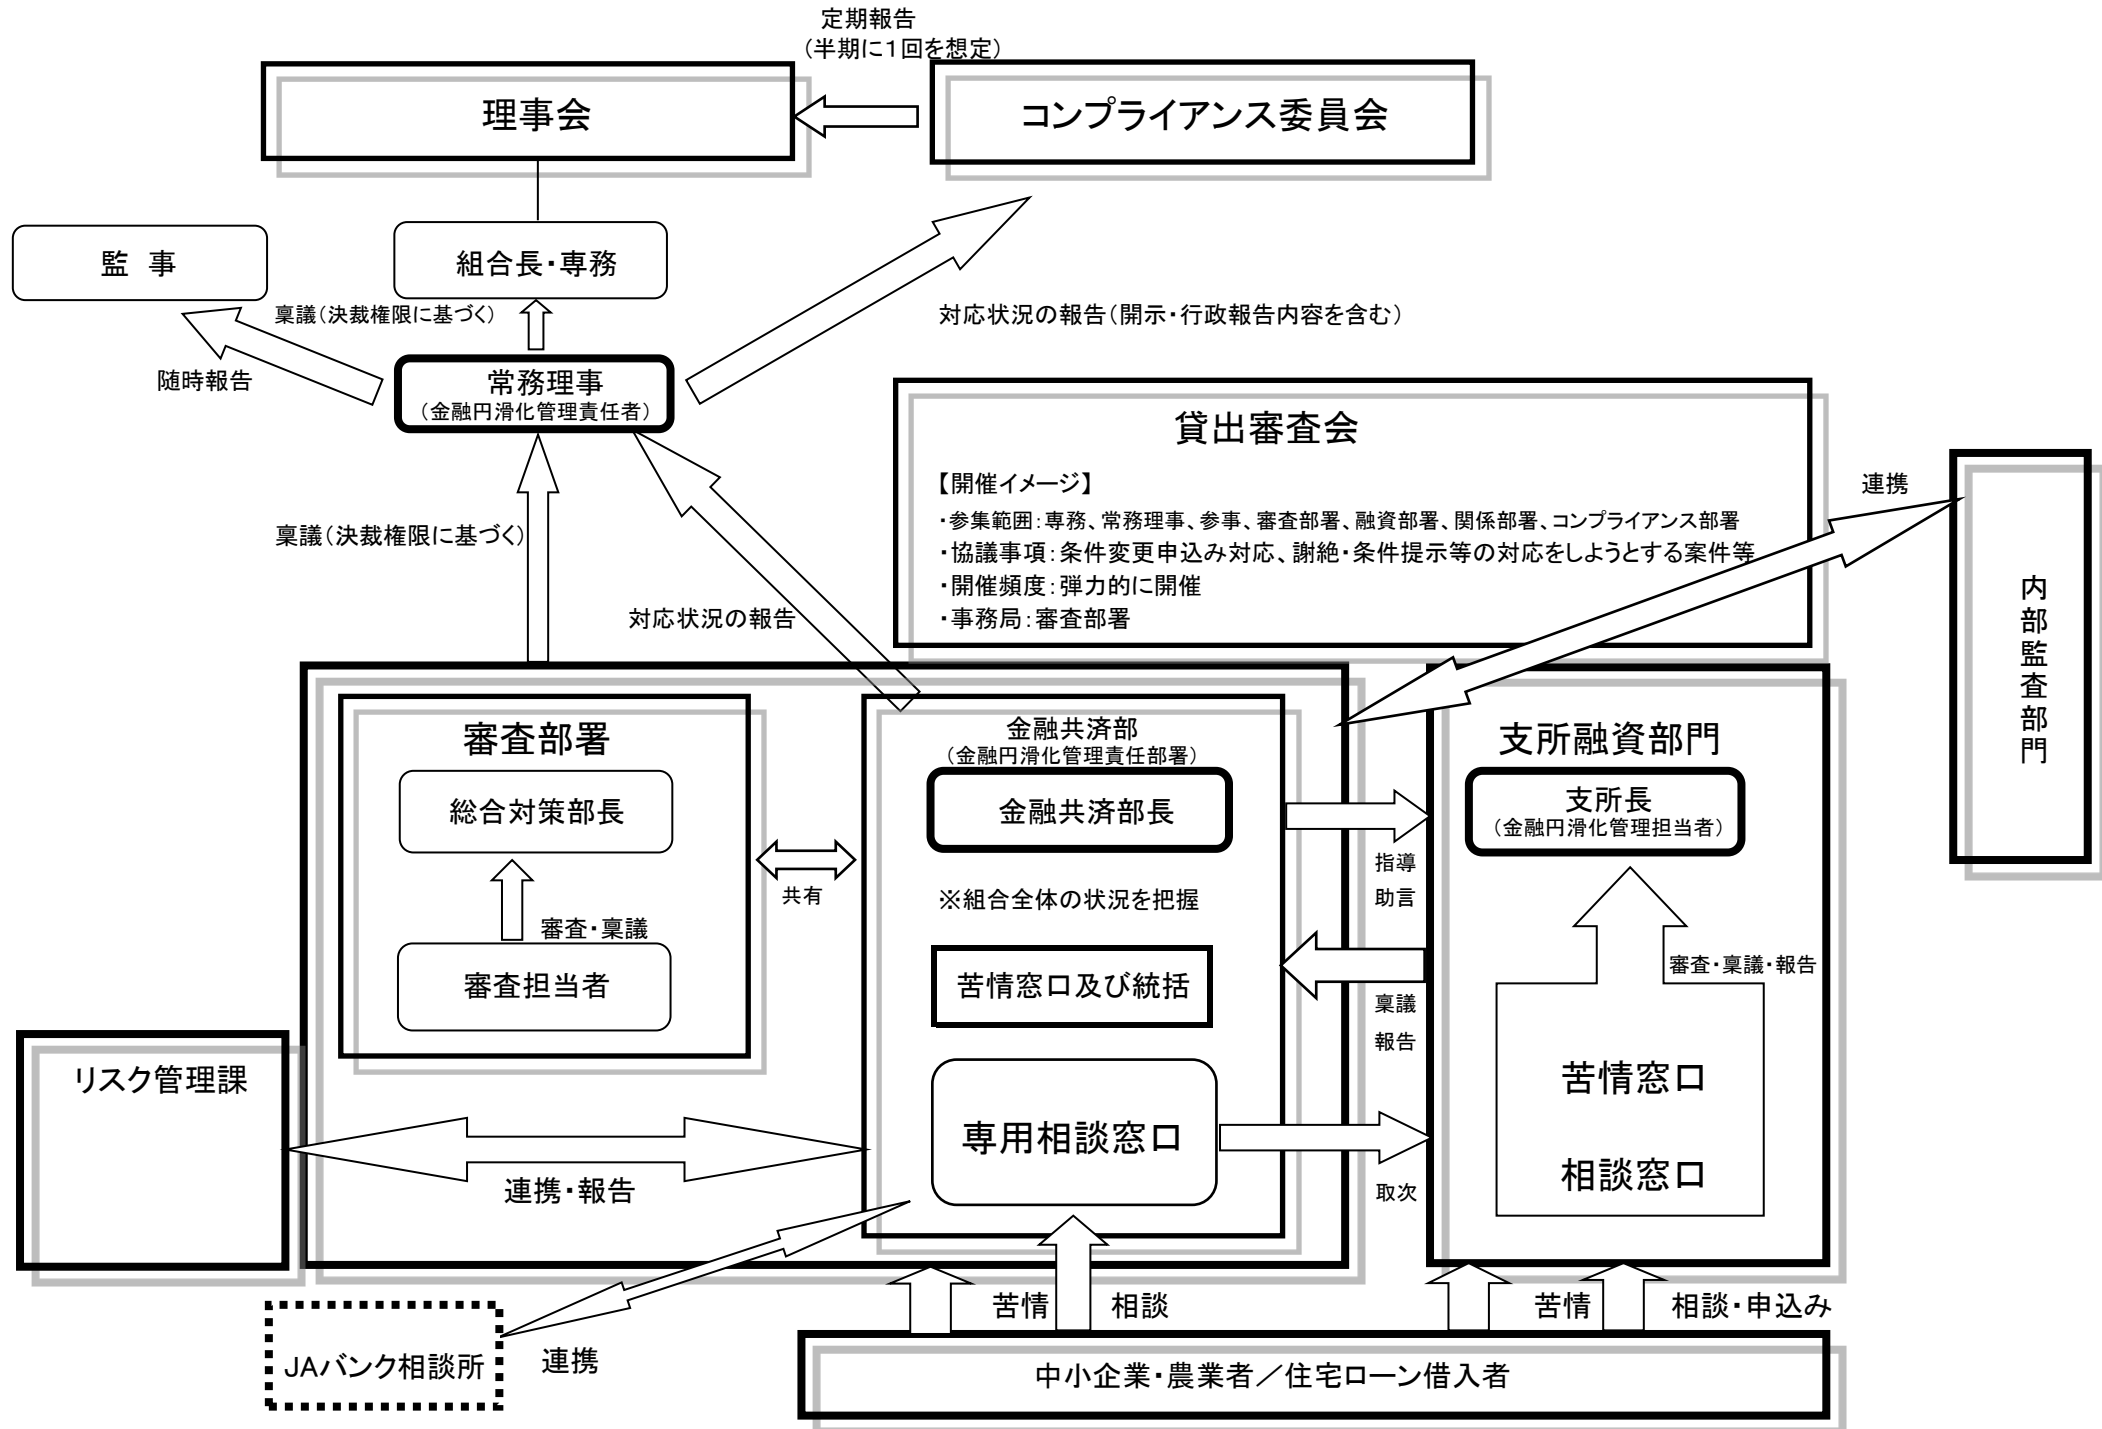 定期報告
（半期に１回を想定）
理事会
コンプライアンス委員会
監　事
組合長・専務
稟議（決裁権限に基づく）
対応状況の報告（開示・行政報告内容を含む）
随時報告
常務理事
（金融円滑化管理責任者）
貸出審査会
【開催イメージ】
・参集範囲：専務、常務理事、参事、審査部署、融資部署、関係部署、コンプライアンス部署
・協議事項：条件変更申込み対応、謝絶・条件提示等の対応をしようとする案件等
・開催頻度：弾力的に開催
・事務局：審査部署
連携
内部監査部門
稟議（決裁権限に基づく）
対応状況の報告
審査部署
総合対策部長
審査・稟議
審査担当者
共有
金融共済部
（金融円滑化管理責任部署）
金融共済部長
※組合全体の状況を把握
苦情窓口及び統括
専用相談窓口
指導
助言
稟議
報告
取次
支所融資部門
支所長
（金融円滑化管理担当者）
審査・稟議・報告
苦情窓口
相談窓口
リスク管理課
連携・報告
JAバンク相談所
連携
苦情
相談
苦情
相談・申込み
中小企業・農業者／住宅ローン借入者